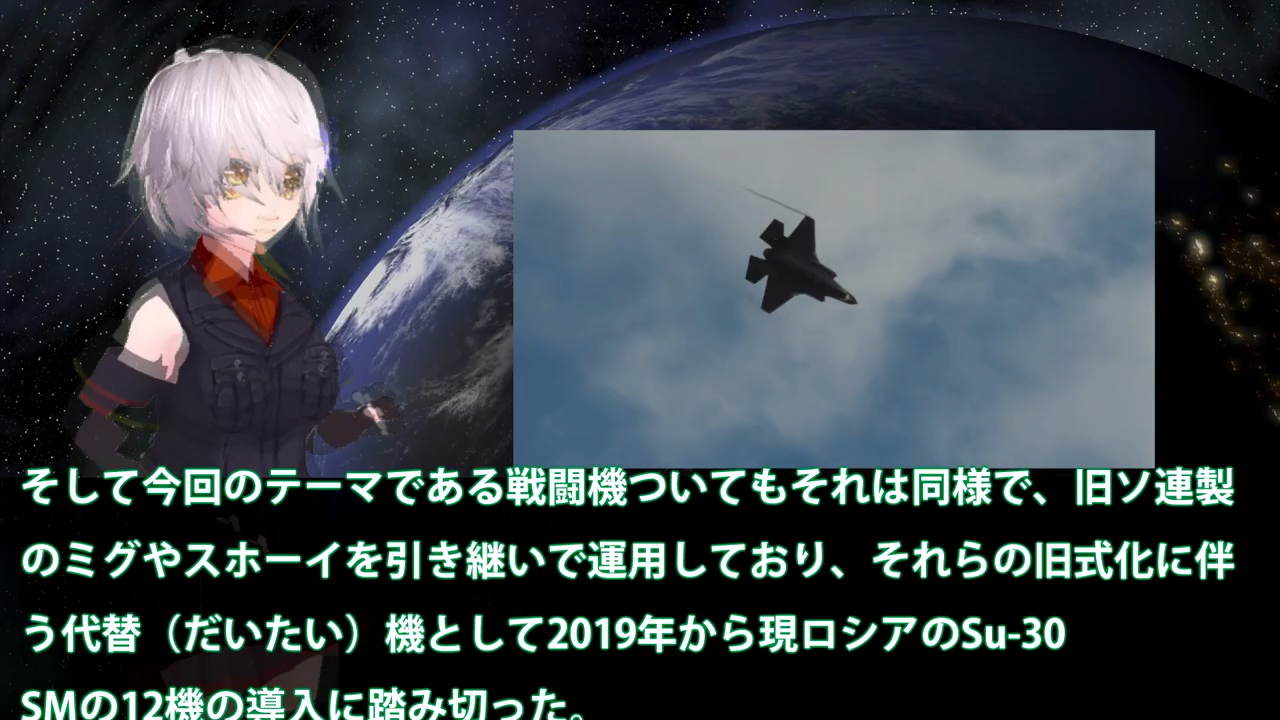 そして今回のテーマである戦闘機ついてもそれは同様で、旧ソ連製
のミグやスホーイを引き継いで運用しており、それらの旧式化に伴
う代替（だいたい）機として2019年から現ロシアのSu-30
SMの12機の導入に踏み切った。